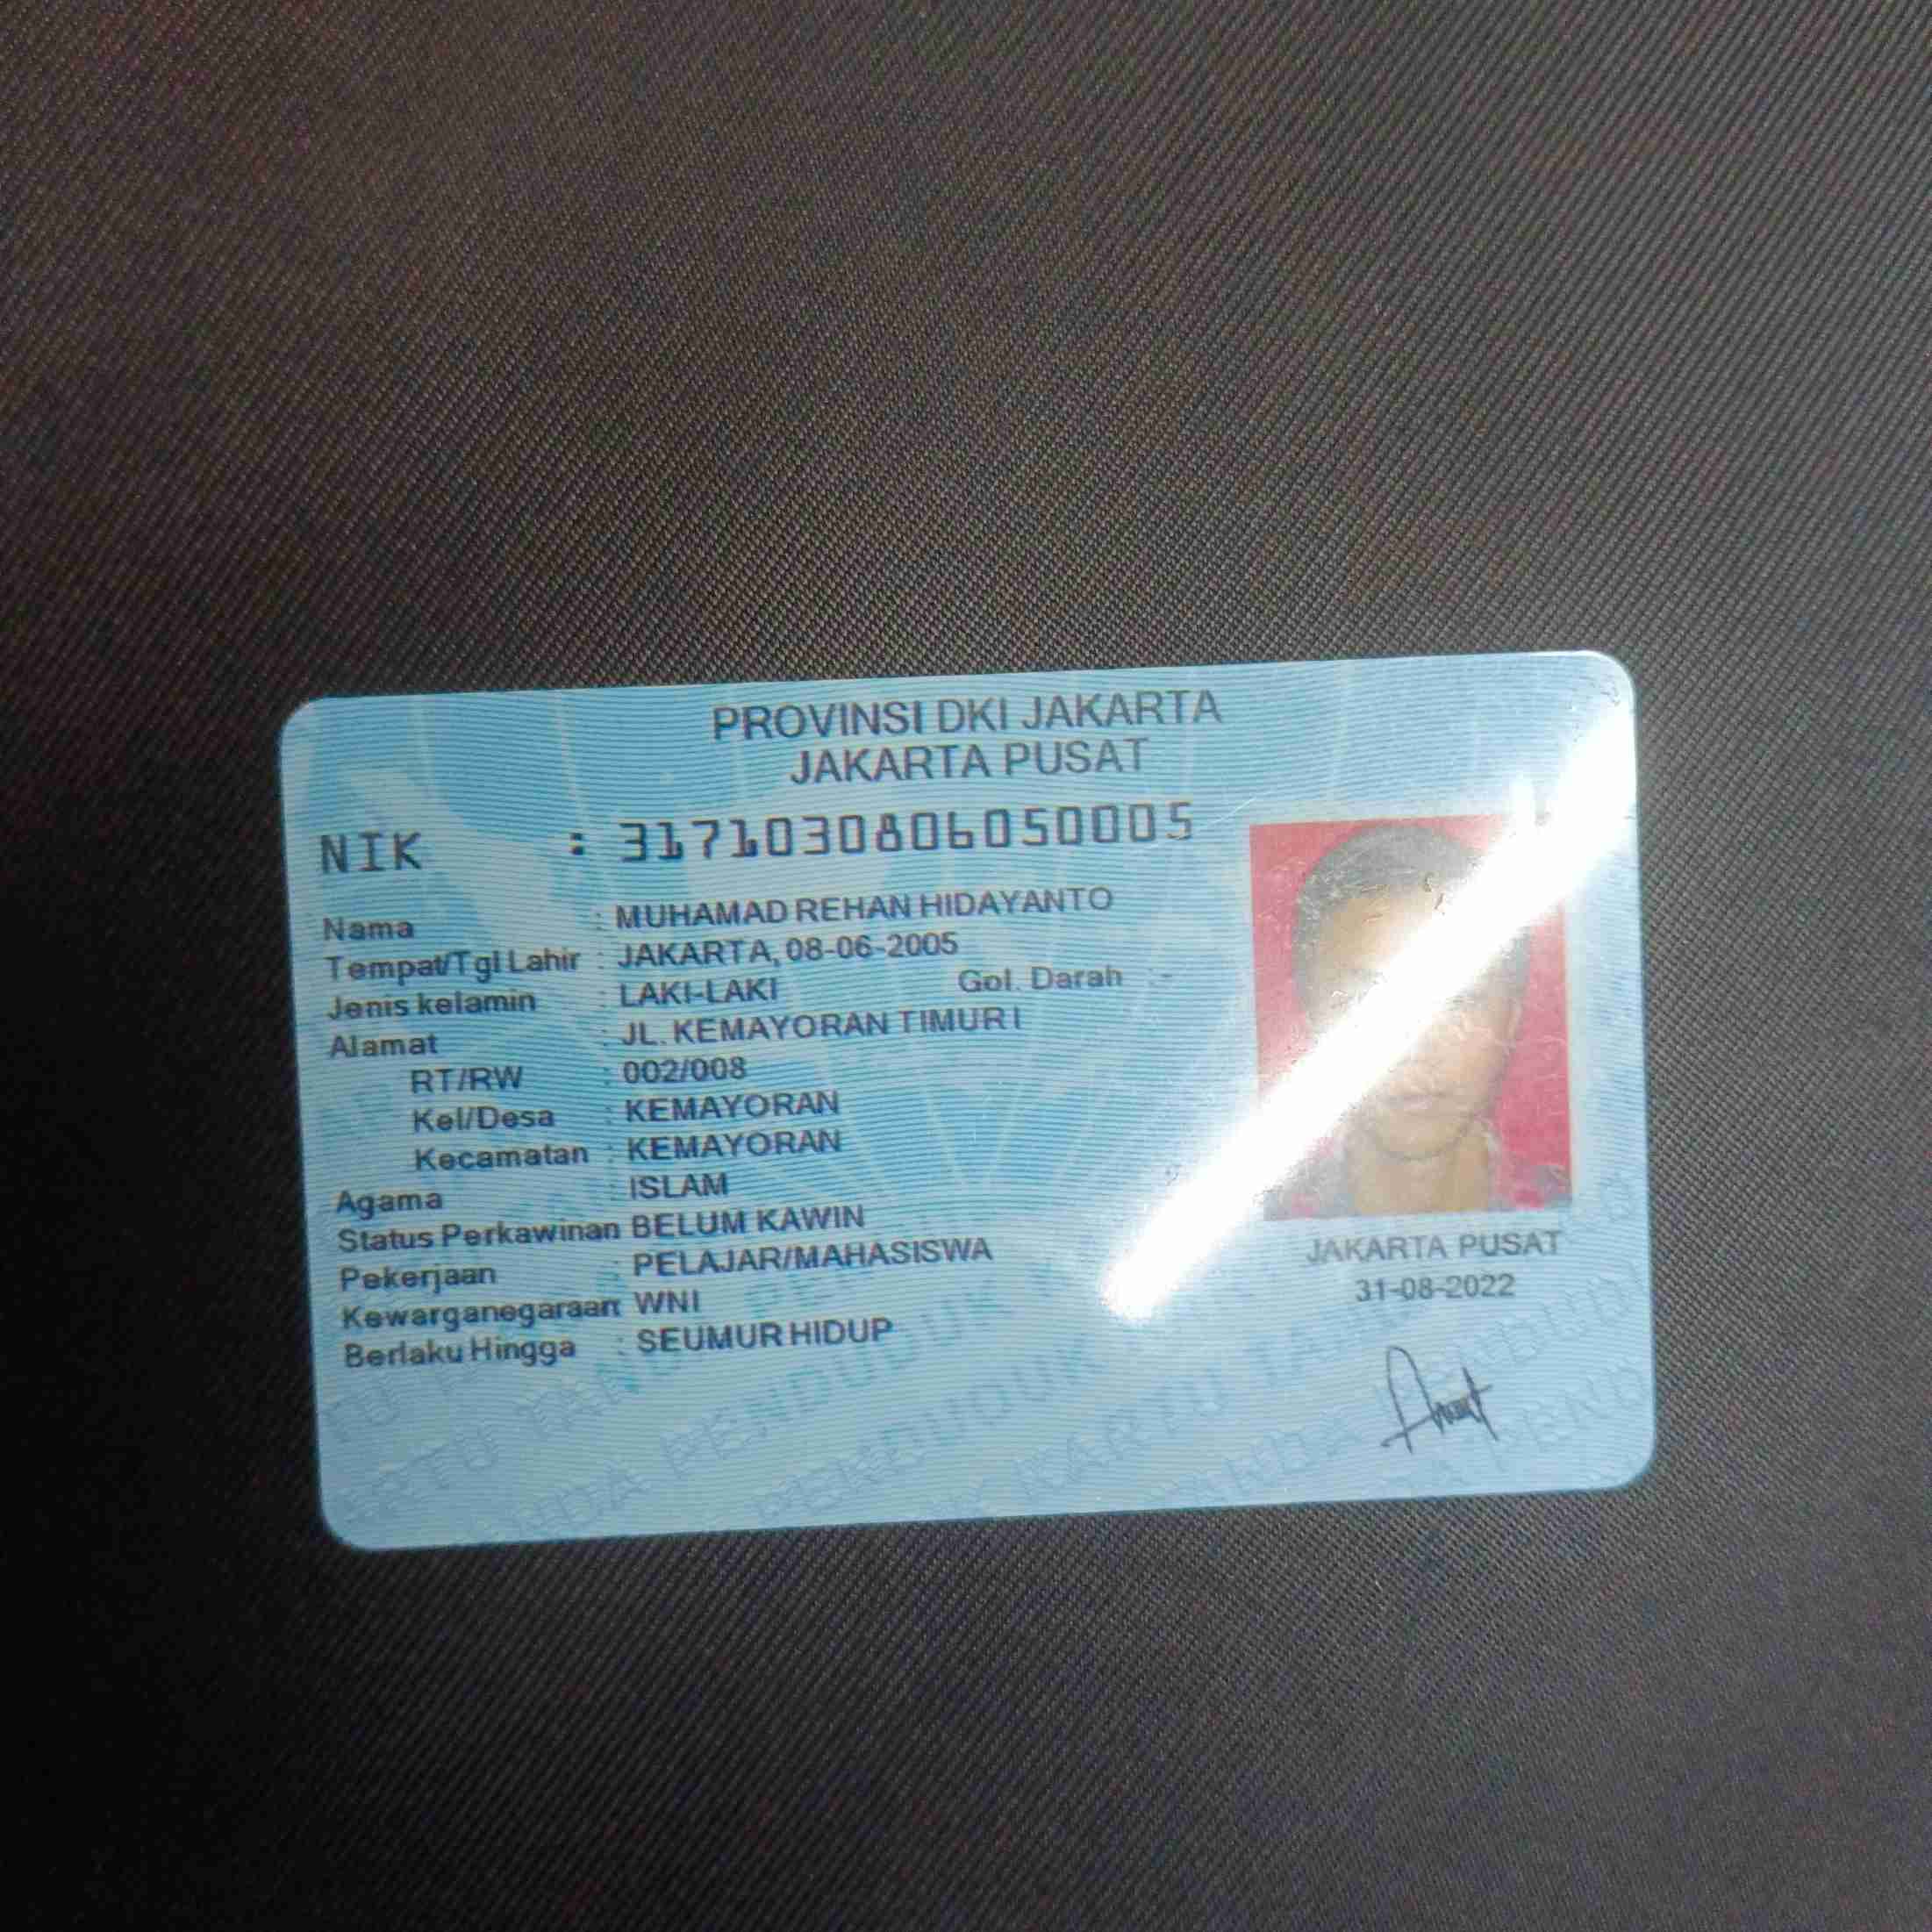 PROVINSI DKI JAKARTA
JAKARTA PUSAT
NIK : 3171030806050005
Nama : MUHAMAD REHAN HIDAYANTO
Tempat/Tgl Lahir : JAKARTA, 08-06-2005
Jenis kelamin : LAKI-LAKI Gol. Darah : -
Alamat : JL. KEMAYORAN TIMUR I
RT/RW : 002/008
Kel/Desa : KEMAYORAN
Kecamatan : KEMAYORAN
Agama : ISLAM
Status Perkawinan: BELUM KAWIN
Pekerjaan : PELAJAR/MAHASISWA
Kewarganegaraan: WNI
Berlaku Hingga : SEUMUR HIDUP
JAKARTA PUSAT
31-08-2022